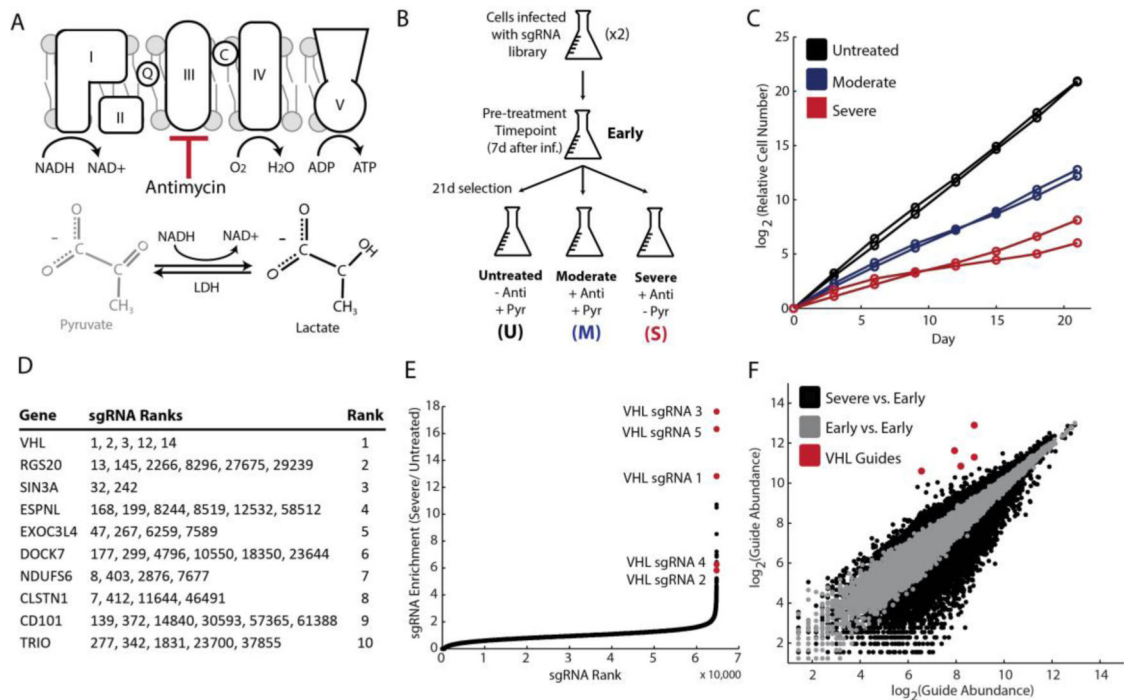 A
I
II
Q
III
C
IV
V
NADH NAD+
Antimycin
O2 H2O
ADP ATP
O
−
O
C
C
O
CH3
Pyruvate
NADH NAD+
LDH
O
−
O
C
C
OH
CH3
Lactate
B
Cells infected
with sgRNA
library
(x2)
Pre-treatment
Timepoint
(7d after inf.)
Early
21d selection
Untreated
- Anti
+ Pyr
(U)
Moderate
+ Anti
+ Pyr
(M)
Severe
+ Anti
- Pyr
(S)
C
Untreated
Moderate
Severe
log2 (Relative Cell Number)
25
20
15
10
5
0
0 5 10 15 20
Day
D
Gene sgRNA Ranks Rank
VHL 1, 2, 3, 12, 14 1
RGS20 13, 145, 2266, 8296, 27675, 29239 2
SIN3A 32, 242 3
ESPNL 168, 199, 8244, 8519, 12532, 58512 4
EXOC3L4 47, 267, 6259, 7589 5
DOCK7 177, 299, 4796, 10550, 18350, 23644 6
NDUFS6 8, 403, 2876, 7677 7
CLSTN1 7, 412, 11644, 46491 8
CD101 139, 372, 14840, 30593, 57365, 61388 9
TRIO 277, 342, 1831, 23700, 37855 10
E
sgRNA Enrichment (Severe/ Untreated)
18
16
14
12
10
8
6
4
2
0
VHL sgRNA 3
VHL sgRNA 5
VHL sgRNA 1
VHL sgRNA 4
VHL sgRNA 2
0 1 2 3 4 5 6 7
x 10,000
sgRNA Rank
F
Severe vs. Early
Early vs. Early
VHL Guides
log2(Guide Abundance)
14
12
10
8
6
4
2
2 4 6 8 10 12 14
log2(Guide Abundance)